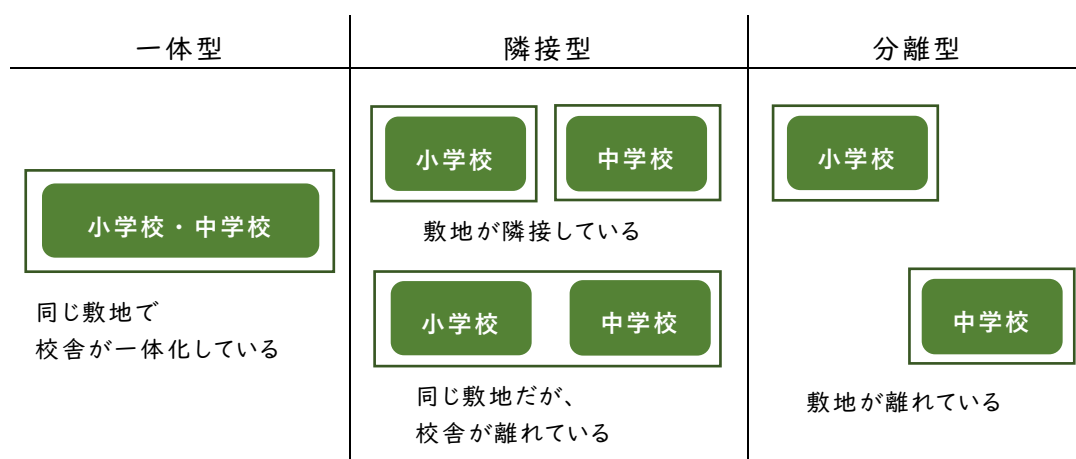 一体型
小学校・中学校
同じ敷地で
校舎が一体化している
隣接型
小学校
中学校
敷地が隣接している
小学校
中学校
同じ敷地だが、
校舎が離れている
分離型
小学校
中学校
敷地が離れている